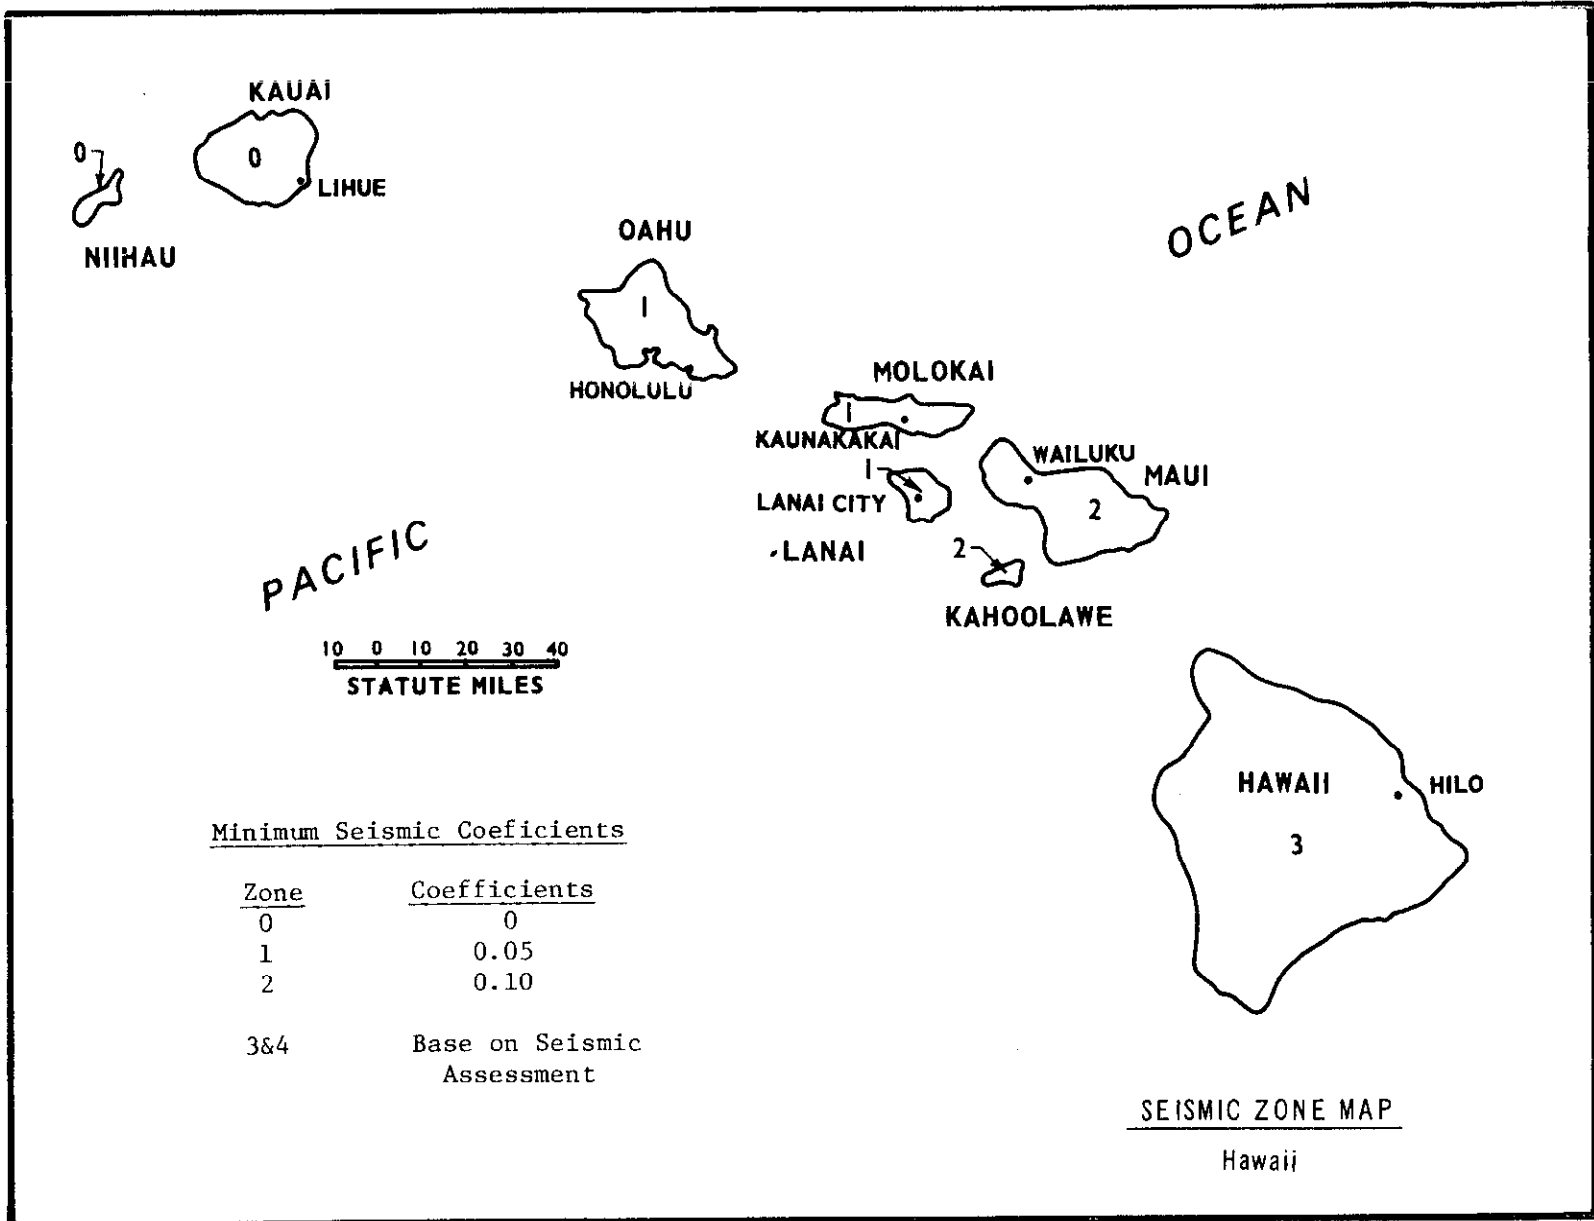 KAUAI
0
0
LIHUE
NIIHAU
OAHU
1
HONOLULU
OCEAN
MOLOKAI
1
KAUNAKAKAI
1
LANAI CITY
LANAI
WAILUKU
MAUI
2
2
KAHOOLAWE
PACIFIC
10 0 10 20 30 40
STATUTE MILES
HAWAII
HILO
3
Minimum Seismic Coeficients
Zone Coefficients
0 0
1 0.05
2 0.10
3&4 Base on Seismic
Assessment
SEISMIC ZONE MAP
Hawaii